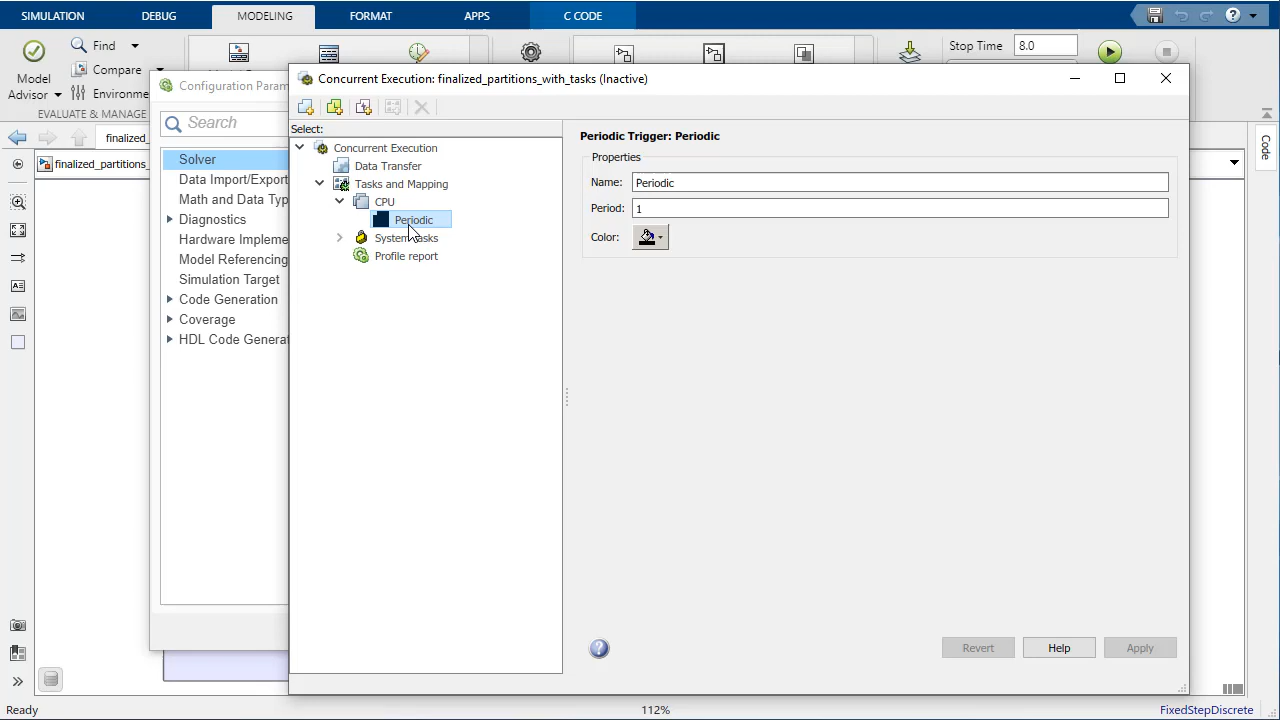 SIMULATION DEBUG MODELING FORMAT APPS C CODE
Find
Compare
Environme
Model
Advisor
EVALUATE & MANAGE
Stop Time 8.0
finalized_
finalized_partitions_
Code
Configuration Param
Search
Solver
Data Import/Export
Math and Data Typ
Diagnostics
Hardware Impleme
Model Referencing
Simulation Target
Code Generation
Coverage
HDL Code Generat
Concurrent Execution: finalized_partitions_with_tasks (Inactive)
Select:
Concurrent Execution
Data Transfer
Tasks and Mapping
CPU
Periodic
System Tasks
Profile report
Periodic Trigger: Periodic
Properties
Name: Periodic
Period: 1
Color:
Revert Help Apply
Ready 112% FixedStepDiscrete